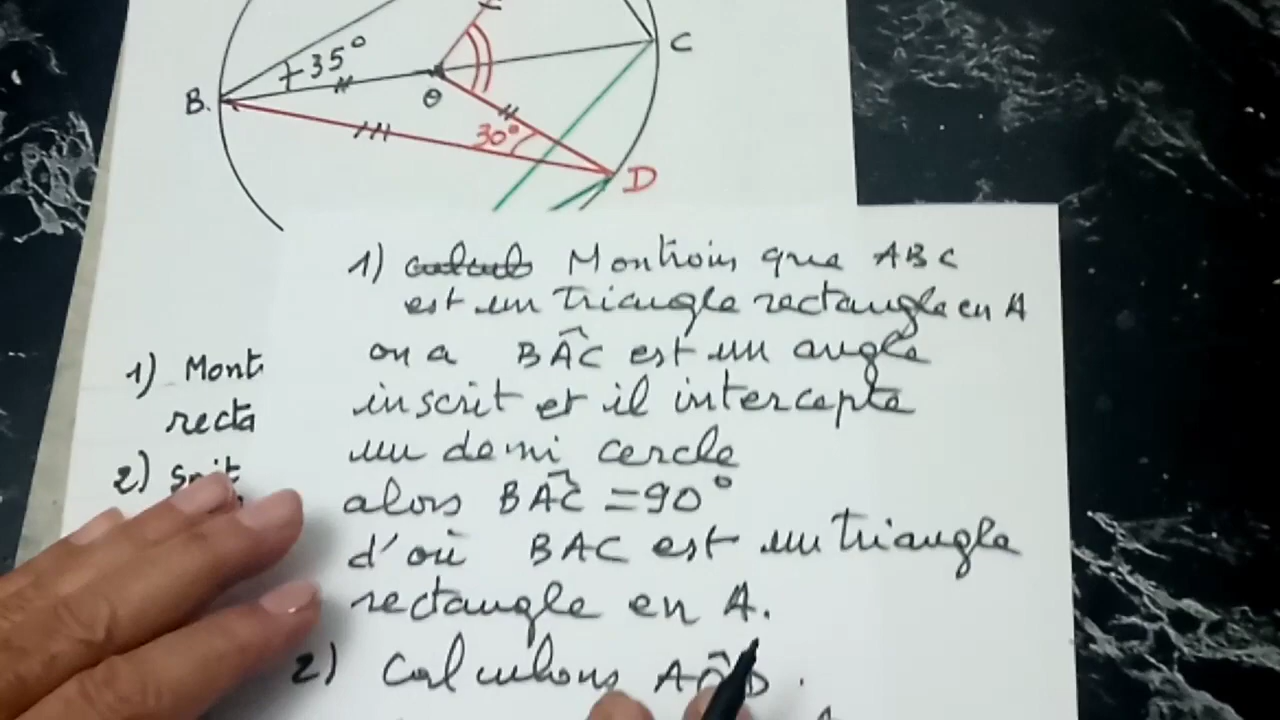 B.
35°
O
C
30°
D
1) calculs Montrons que ABC
est un Triangle rectangle en A
on a BÂC est un angle
inscrit et il intercepte
un demi cercle
alors BÂC = 90°
d'où BAC est un Triangle
rectangle en A.
2) Calculons AÔD.
1) Mont
recta
2) Soit